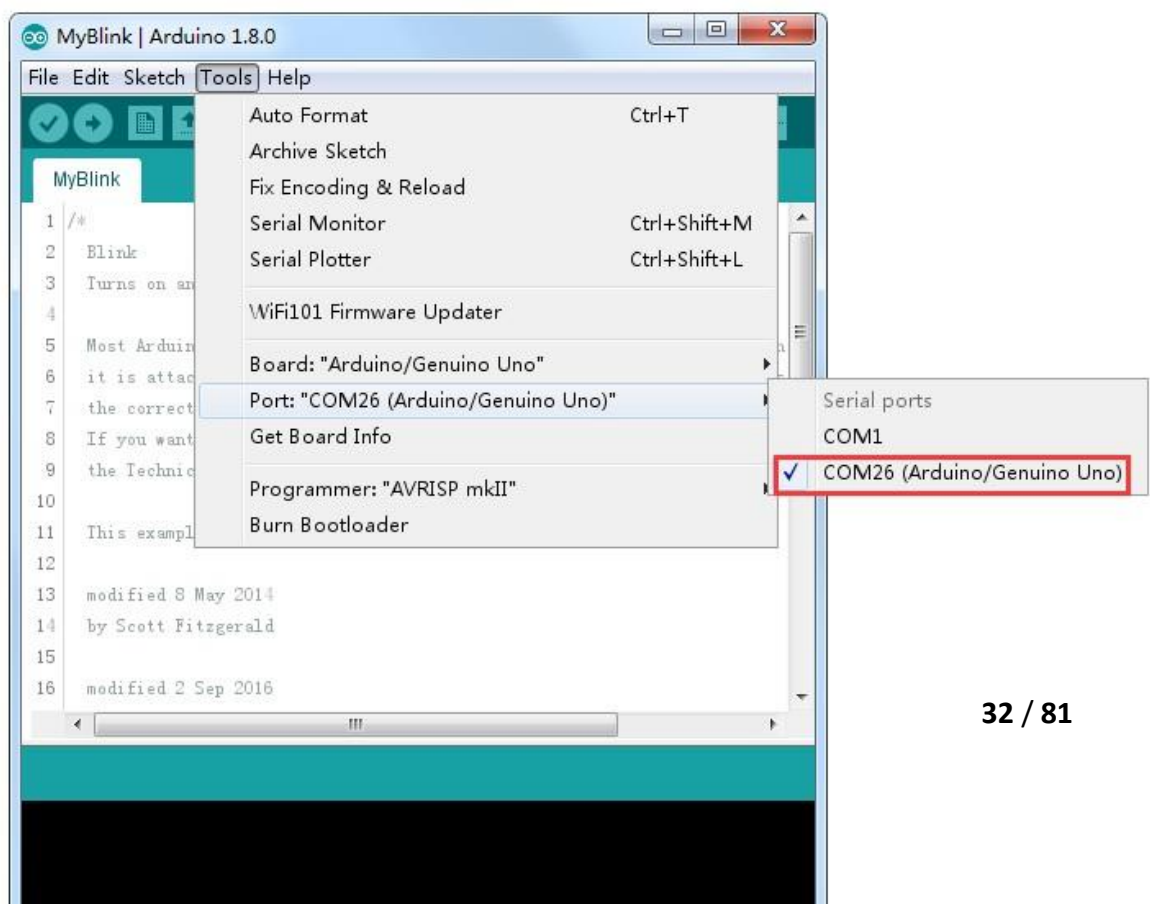 MyBlink | Arduino 1.8.0
File Edit Sketch Tools Help
Auto Format Ctrl+T
Archive Sketch
MyBlink
Fix Encoding & Reload
1 /*
Serial Monitor Ctrl+Shift+M
2 Blink
Serial Plotter Ctrl+Shift+L
3 Turns on an
4
WiFi101 Firmware Updater
5 Most Arduin
Board: "Arduino/Genuino Uno"
6 it is attac
Port: "COM26 (Arduino/Genuino Uno)"
Serial ports
7 the correct
Get Board Info
COM1
8 If you want
9 the Technic
COM26 (Arduino/Genuino Uno)
Programmer: "AVRISP mkII"
10
Burn Bootloader
11 This exampl
12
13 modified 8 May 2014
14 by Scott Fitzgerald
15
16 modified 2 Sep 2016
32 / 81